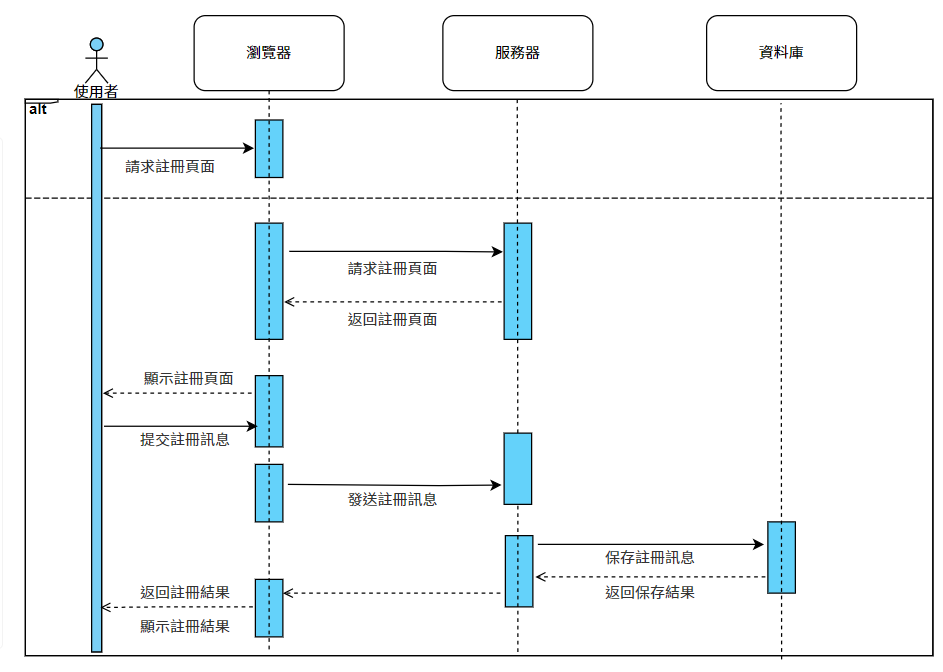 瀏覽器
服務器
資料庫
使用者
alt
請求註冊頁面
請求註冊頁面
返回註冊頁面
顯示註冊頁面
提交註冊訊息
發送註冊訊息
保存註冊訊息
返回註冊結果
返回保存結果
顯示註冊結果